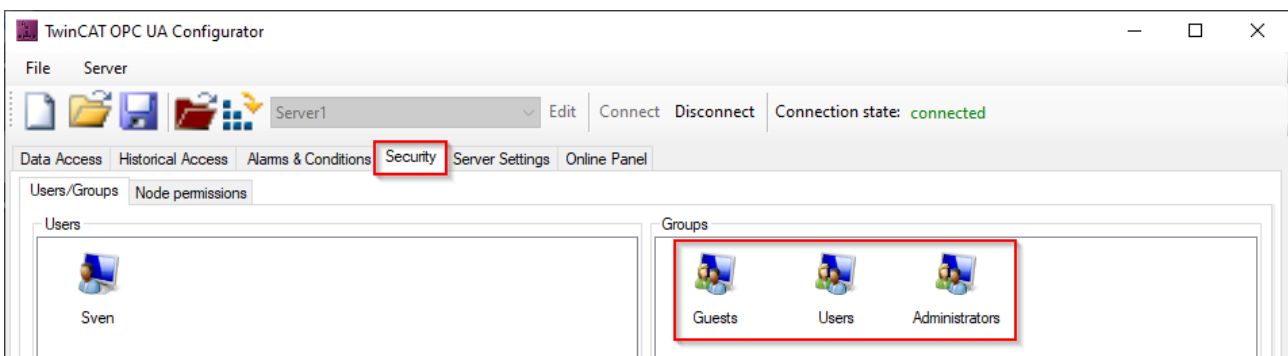 TwinCAT OPC UA Configurator
File Server
Server1 Edit Connect Disconnect Connection state: connected
Data Access Historical Access Alarms & Conditions Security Server Settings Online Panel
Users/Groups Node permissions
Users Groups
Sven Guests Users Administrators